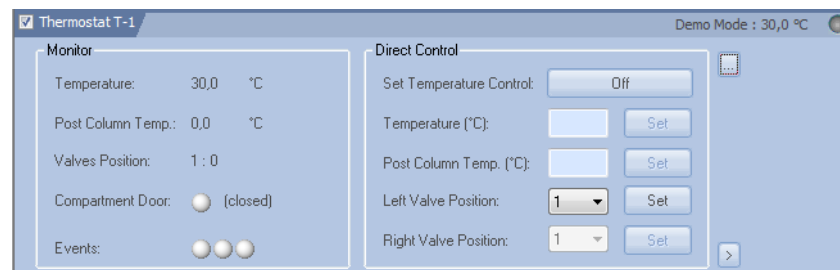 Thermostat T-1
Demo Mode : 30,0 ºC
Monitor
Temperature: 30,0 °C
Post Column Temp.: 0,0 °C
Valves Position: 1 : 0
Compartment Door: (closed)
Events:
Direct Control
Set Temperature Control: Off
Temperature (°C): Set
Post Column Temp. (°C): Set
Left Valve Position: 1 Set
Right Valve Position: 1 Set
...
>